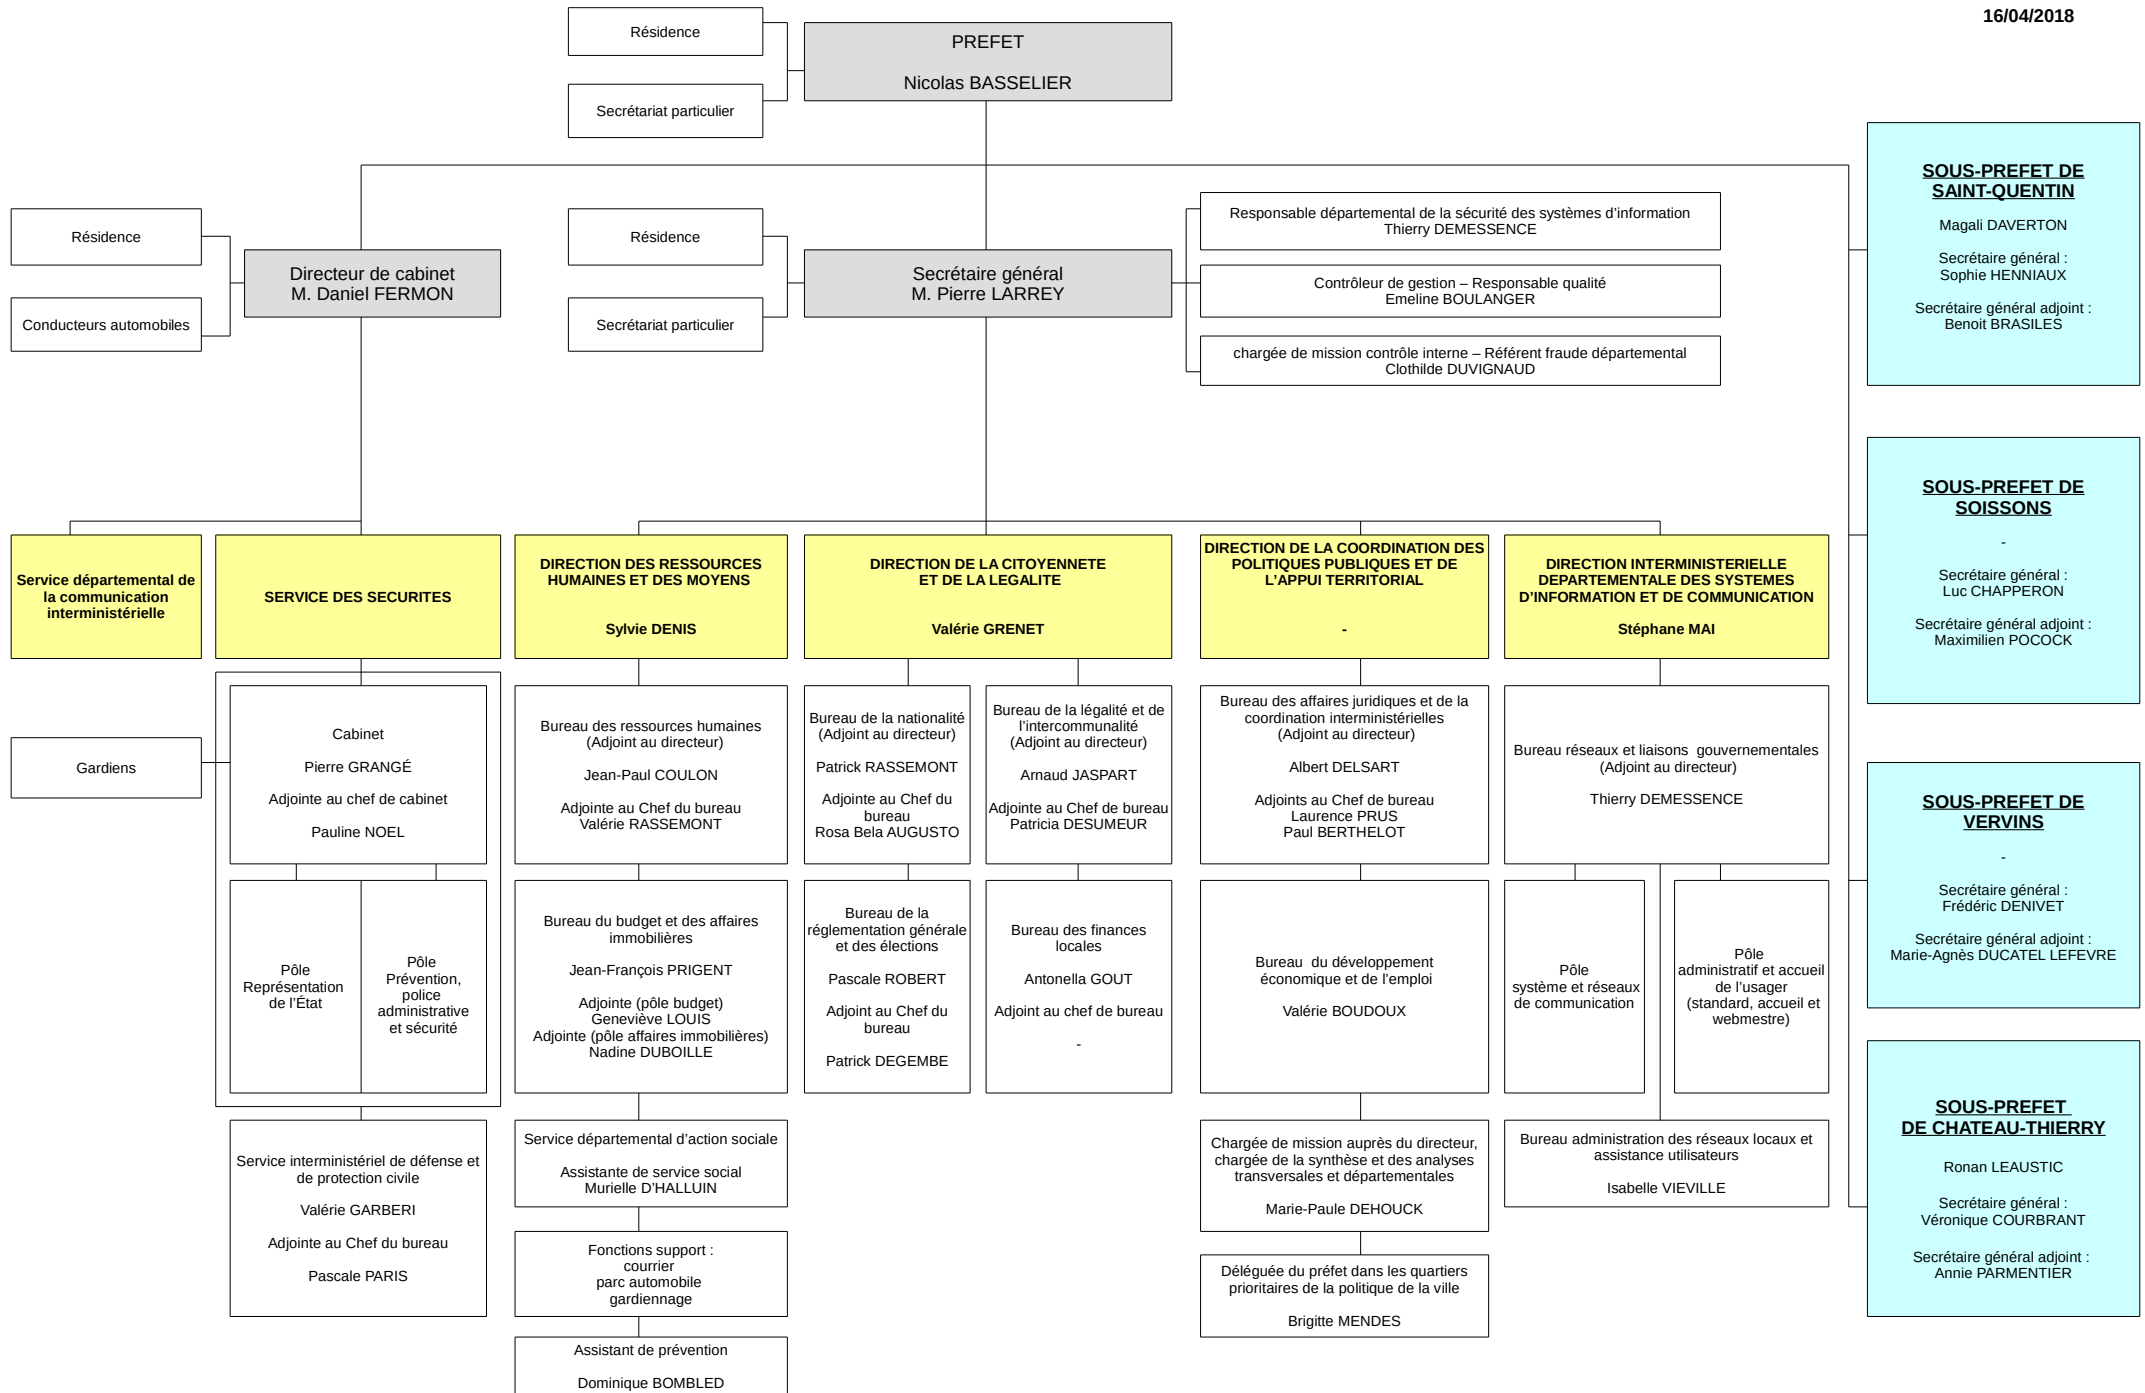 16/04/2018
Résidence
PREFET
Nicolas BASSELIER
Secrétariat particulier
SOUS-PREFET DE
SAINT-QUENTIN
Magali DAVERTON
Secrétaire général :
Sophie HENNIAUX
Secrétaire général adjoint :
Benoit BRASILES
Résidence
Directeur de cabinet
M. Daniel FERMON
Conducteurs automobiles
Résidence
Secrétaire général
M. Pierre LARREY
Secrétariat particulier
Responsable départemental de la sécurité des systèmes d’information
Thierry DEMESSENCE
Contrôleur de gestion – Responsable qualité
Emeline BOULANGER
chargée de mission contrôle interne – Référent fraude départemental
Clothilde DUVIGNAUD
SOUS-PREFET DE
SOISSONS
-
Secrétaire général :
Luc CHAPPERON
Secrétaire général adjoint :
Maximilien POCOCK
Service départemental de
la communication
interministérielle
SERVICE DES SECURITES
DIRECTION DES RESSOURCES
HUMAINES ET DES MOYENS
Sylvie DENIS
DIRECTION DE LA CITOYENNETE
ET DE LA LEGALITE
Valérie GRENET
DIRECTION DE LA COORDINATION DES
POLITIQUES PUBLIQUES ET DE
L’APPUI TERRITORIAL
-
DIRECTION INTERMINISTERIELLE
DEPARTEMENTALE DES SYSTEMES
D’INFORMATION ET DE COMMUNICATION
Stéphane MAI
Gardiens
Cabinet
Pierre GRANGÉ
Adjointe au chef de cabinet
Pauline NOEL
Bureau des ressources humaines
(Adjoint au directeur)
Jean-Paul COULON
Adjointe au Chef du bureau
Valérie RASSEMONT
Bureau de la nationalité
(Adjoint au directeur)
Patrick RASSEMONT
Adjointe au Chef du
bureau
Rosa Bela AUGUSTO
Bureau de la légalité et de
l’intercommunalité
(Adjoint au directeur)
Arnaud JASPART
Adjointe au Chef de bureau
Patricia DESUMEUR
Bureau des affaires juridiques et de la
coordination interministérielles
(Adjoint au directeur)
Albert DELSART
Adjoints au Chef de bureau
Laurence PRUS
Paul BERTHELOT
Bureau réseaux et liaisons  gouvernementales
(Adjoint au directeur)
Thierry DEMESSENCE
SOUS-PREFET DE
VERVINS
-
Secrétaire général :
Frédéric DENIVET
Secrétaire général adjoint :
Marie-Agnès DUCATEL LEFEVRE
Pôle
Représentation
de l’État
Pôle
Prévention,
police
administrative
et sécurité
Bureau du budget et des affaires
immobilières
Jean-François PRIGENT
Adjointe (pôle budget)
Geneviève LOUIS
Adjointe (pôle affaires immobilières)
Nadine DUBOILLE
Bureau de la
réglementation générale
et des élections
Pascale ROBERT
Adjoint au Chef du
bureau
Patrick DEGEMBE
Bureau des finances
locales
Antonella GOUT
Adjoint au chef de bureau
-
Bureau  du développement
économique et de l’emploi
Valérie BOUDOUX
Pôle
système et réseaux
de communication
Pôle
administratif et accueil
de l’usager
(standard, accueil et
webmestre)
SOUS-PREFET
DE CHATEAU-THIERRY
Ronan LEAUSTIC
Secrétaire général :
Véronique COURBRANT
Secrétaire général adjoint :
Annie PARMENTIER
Service interministériel de défense et
de protection civile
Valérie GARBERI
Adjointe au Chef du bureau
Pascale PARIS
Service départemental d’action sociale
Assistante de service social
Murielle D’HALLUIN
Fonctions support :
courrier
parc automobile
gardiennage
Assistant de prévention
Dominique BOMBLED
Chargée de mission auprès du directeur,
chargée de la synthèse et des analyses
transversales et départementales
Marie-Paule DEHOUCK
Déléguée du préfet dans les quartiers
prioritaires de la politique de la ville
Brigitte MENDES
Bureau administration des réseaux locaux et
assistance utilisateurs
Isabelle VIEVILLE